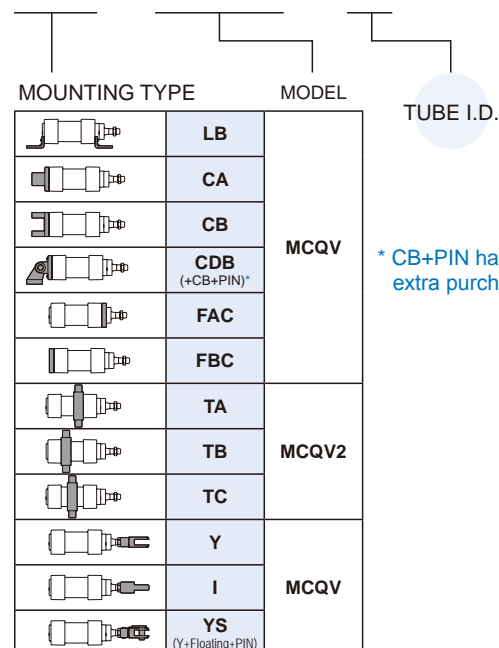 MOUNTING TYPE MODEL TUBE I.D.
LB
CA
CB
CDB
(+CB+PIN)*
FAC
FBC
MCQV
* CB+PIN ha
extra purch
TA
TB
TC
MCQV2
Y
I
YS
(Y+Floating+PIN)
MCQV